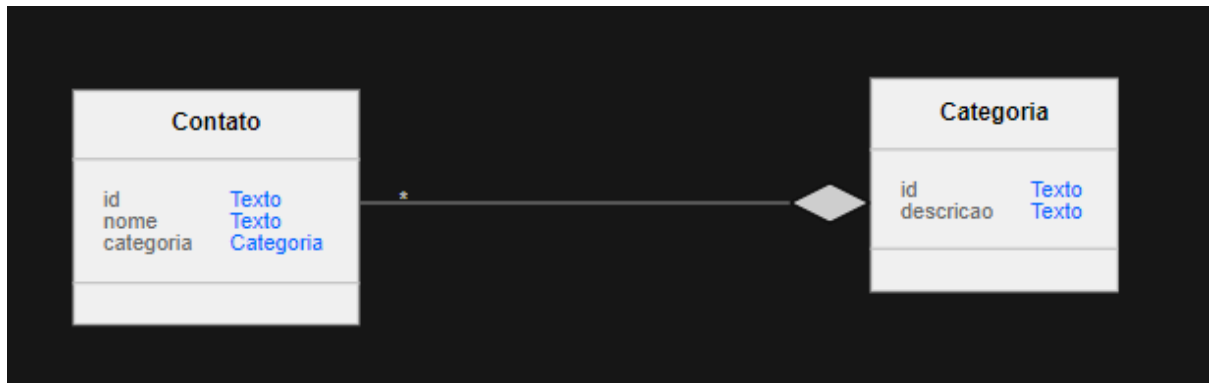 Contato
id Texto
nome Texto
categoria Categoria
*
Categoria
id Texto
descricao Texto